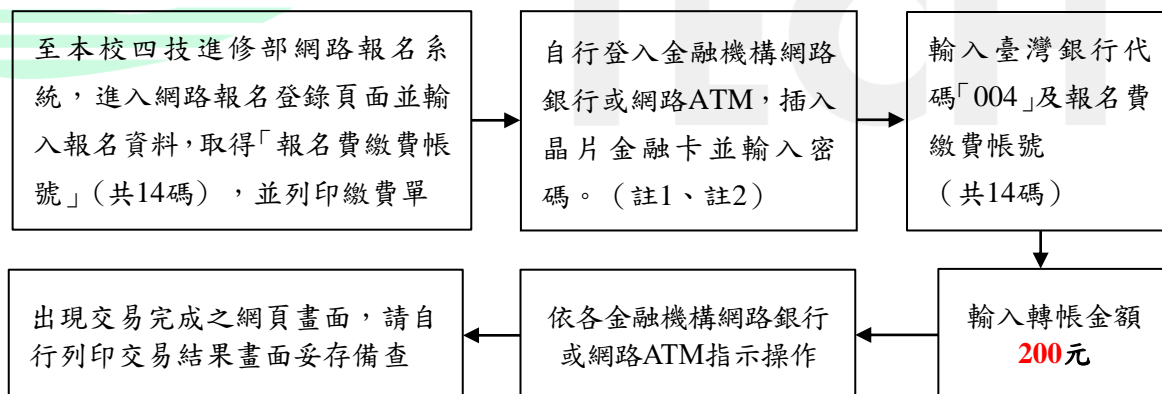 至本校四技進修部網路報名系
統，進入網路報名登錄頁面並輸
入報名資料，取得「報名費繳費帳
號」（共14碼），並列印繳費單
自行登入金融機構網路
銀行或網路ATM，插入
晶片金融卡並輸入密
碼。（註1、註2）
輸入臺灣銀行代
碼「004」及報名費
繳費帳號
（共14碼）
輸入轉帳金額
200元
依各金融機構網路銀行
或網路ATM指示操作
出現交易完成之網頁畫面，請自
行列印交易結果畫面妥存備查